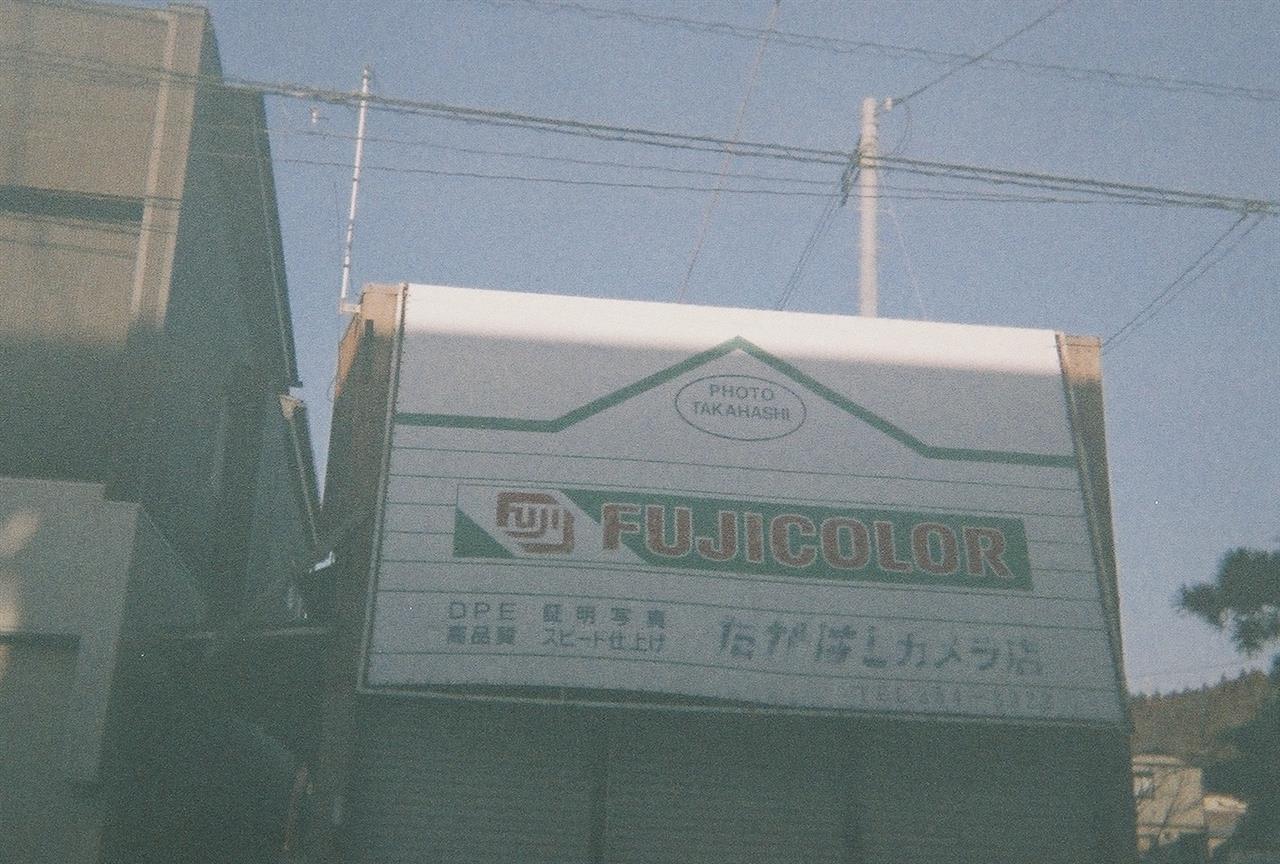 PHOTO
TAKAHASHI
FUJI FUJICOLOR
DPE 証明写真
高品質 スピード仕上げ
たかはしカメラ店
TEL